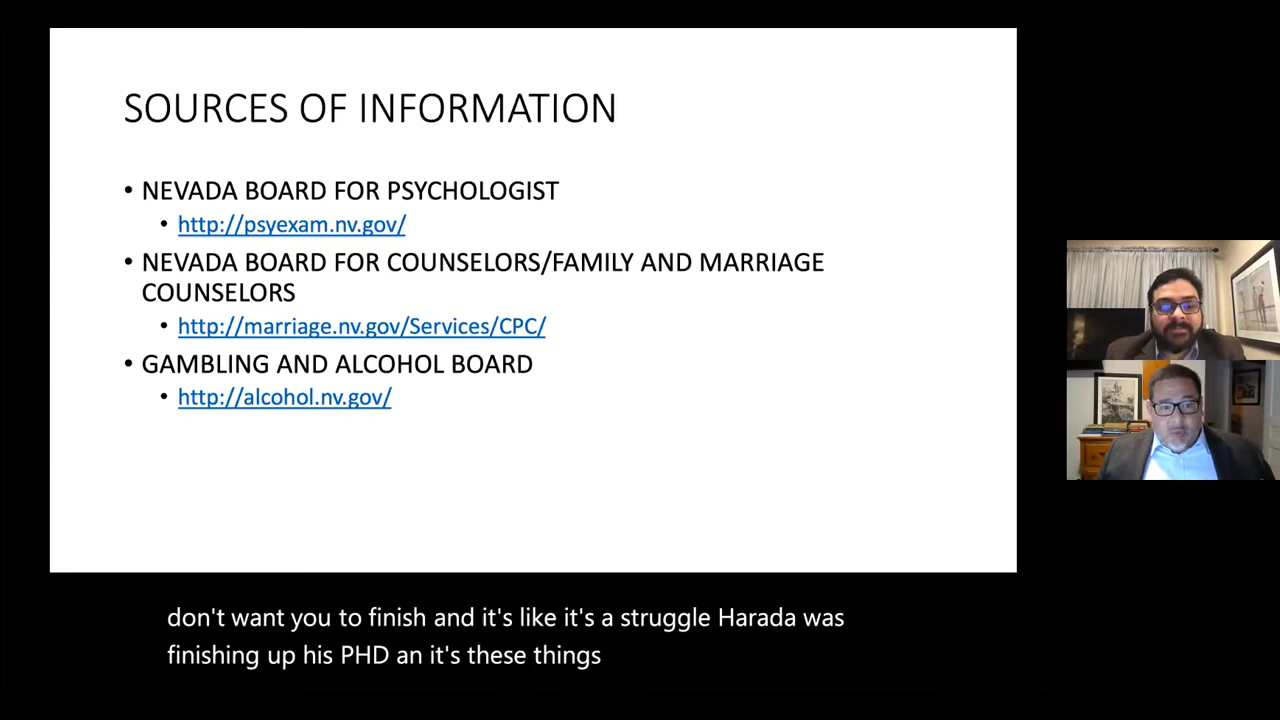 SOURCES OF INFORMATION
• NEVADA BOARD FOR PSYCHOLOGIST
• http://psyexam.nv.gov/
• NEVADA BOARD FOR COUNSELORS/FAMILY AND MARRIAGE
COUNSELORS
• http://marriage.nv.gov/Services/CPC/
• GAMBLING AND ALCOHOL BOARD
• http://alcohol.nv.gov/
don't want you to finish and it's like it's a struggle Harada was
finishing up his PHD an it's these things